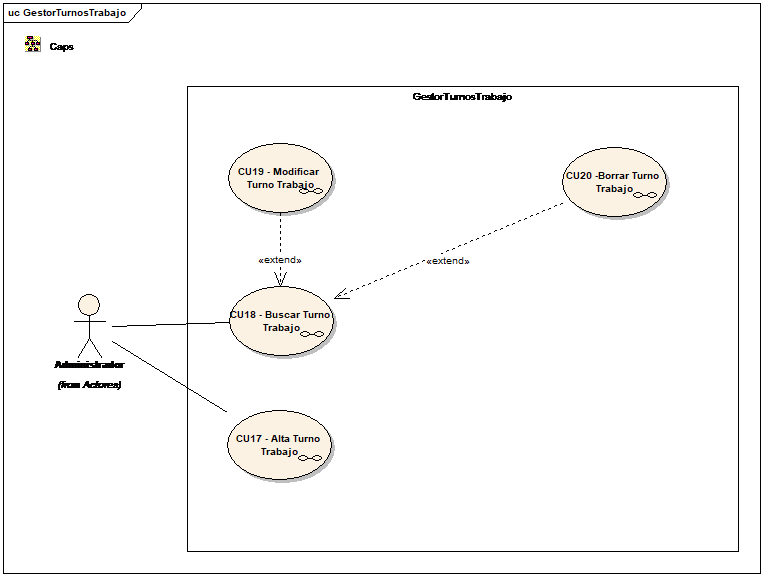 uc GestorTurnosTrabajo
Caps
GestorTurnosTrabajo
CU19 - Modificar
Turno Trabajo
CU20 -Borrar Turno
Trabajo
«extend»
«extend»
CU18 - Buscar Turno
Trabajo
Administrador
(from Actores)
CU17 - Alta Turno
Trabajo